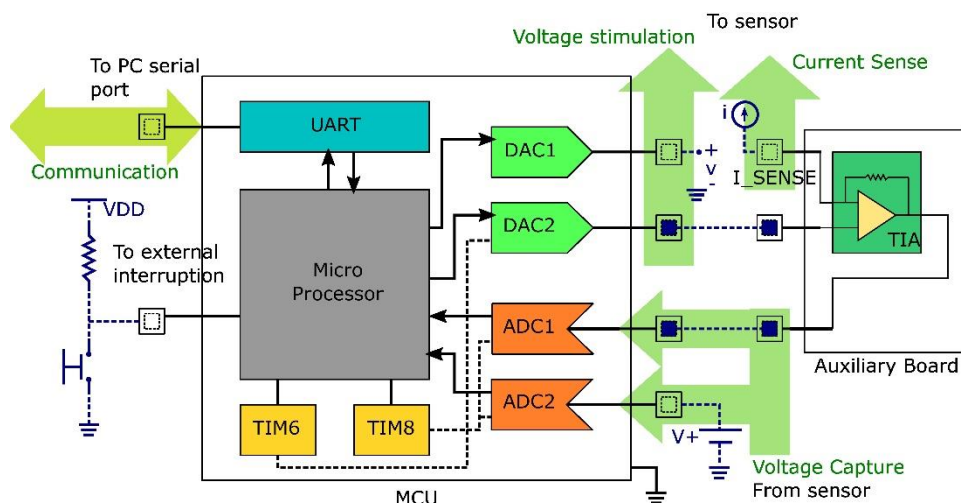 To sensor
Voltage stimulation
Current Sense
To PC serial
port
UART
i
DAC1
+
v
-
I_SENSE
Communication
VDD
DAC2
TIA
To external
interruption
Micro
Processor
ADC1
Auxiliary Board
ADC2
TIM6
TIM8
V+
Voltage Capture
From sensor
MCU